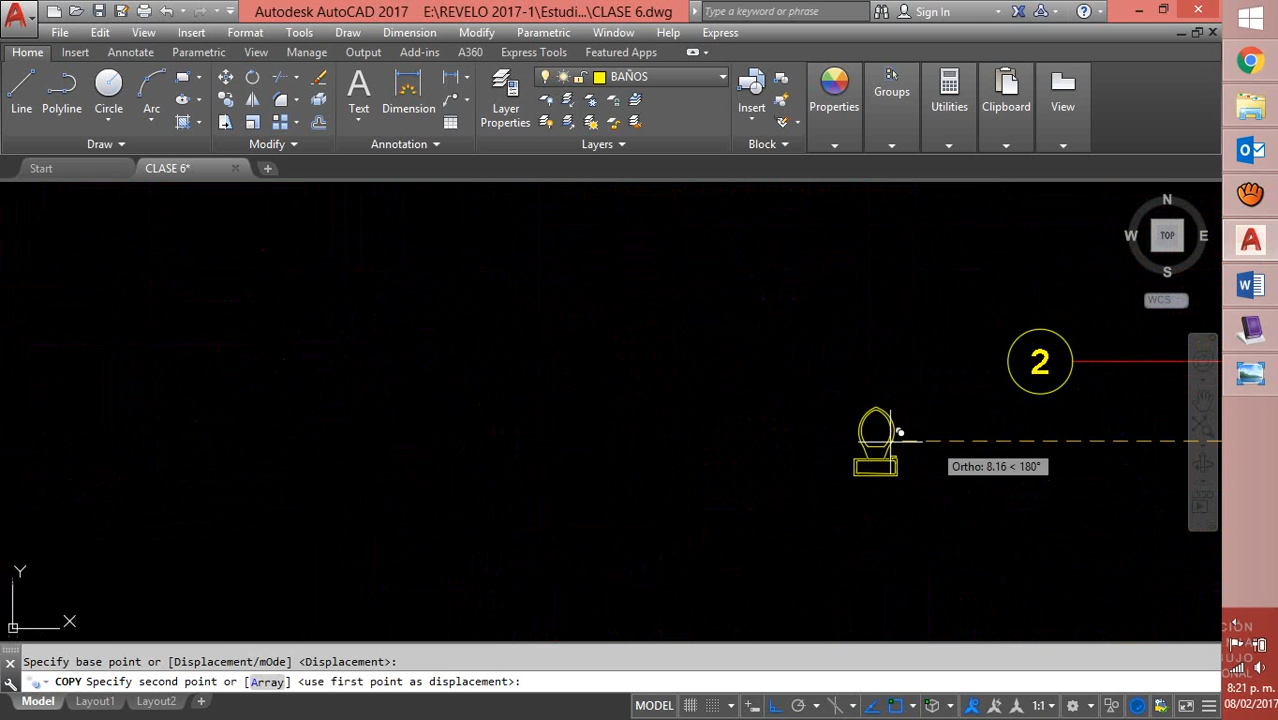 Autodesk AutoCAD 2017 E:\REVELO 2017-1\Estudi...\CLASE 6.dwg
Type a keyword or phrase
Sign In
File Edit View Insert Format Tools Draw Dimension Modify Parametric Window Help Express
Home Insert Annotate Parametric View Manage Output Add-ins A360 Express Tools Featured Apps
BAÑOS
Line Polyline Circle Arc
Text Dimension
Layer Properties
Insert
Properties Groups Utilities Clipboard View
Draw Modify Annotation Layers Block
Start CLASE 6*
N
W TOP E
S
WCS
2
Ortho: 8.16 < 180°
Y
X
Specify base point or [Displacement/mOde] <Displacement>:
COPY Specify second point or [Array] <use first point as displacement>:
Model Layout1 Layout2
MODEL 1:1
8:21 p. m.
08/02/2017